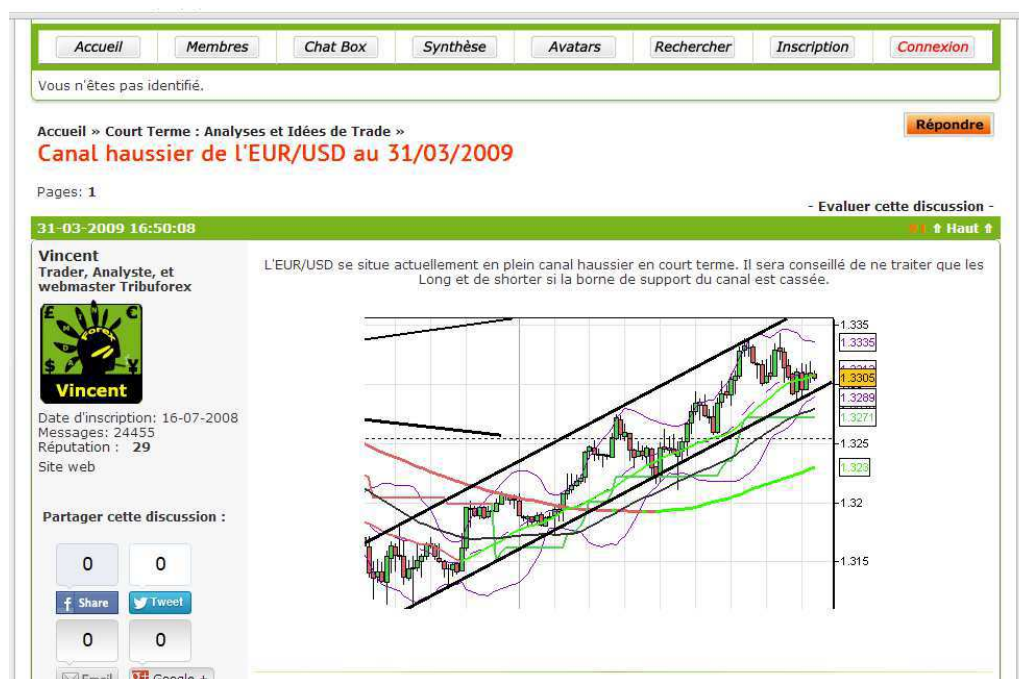 Accueil Membres Chat Box Synthèse Avatars Rechercher Inscription Connexion
Vous n'êtes pas identifié.
Répondre
Accueil » Court Terme : Analyses et Idées de Trade »
Canal haussier de l'EUR/USD au 31/03/2009
Pages: 1
- Evaluer cette discussion -
31-03-2009 16:50:08
⇑ Haut ⇑
Vincent
Trader, Analyste, et
webmaster Tribuforex
L'EUR/USD se situe actuellement en plein canal haussier en court terme. Il sera conseillé de ne traiter que les
Long et de shorter si la borne de support du canal est cassée.
Forex
Vincent
Date d'inscription: 16-07-2008
Messages: 24455
Réputation : 29
Site web
1.335
1.3335
1.3305
1.3289
1.3271
1.325
1.323
1.32
1.315
Partager cette discussion :
0 0
Share Tweet
0 0
Email Google +